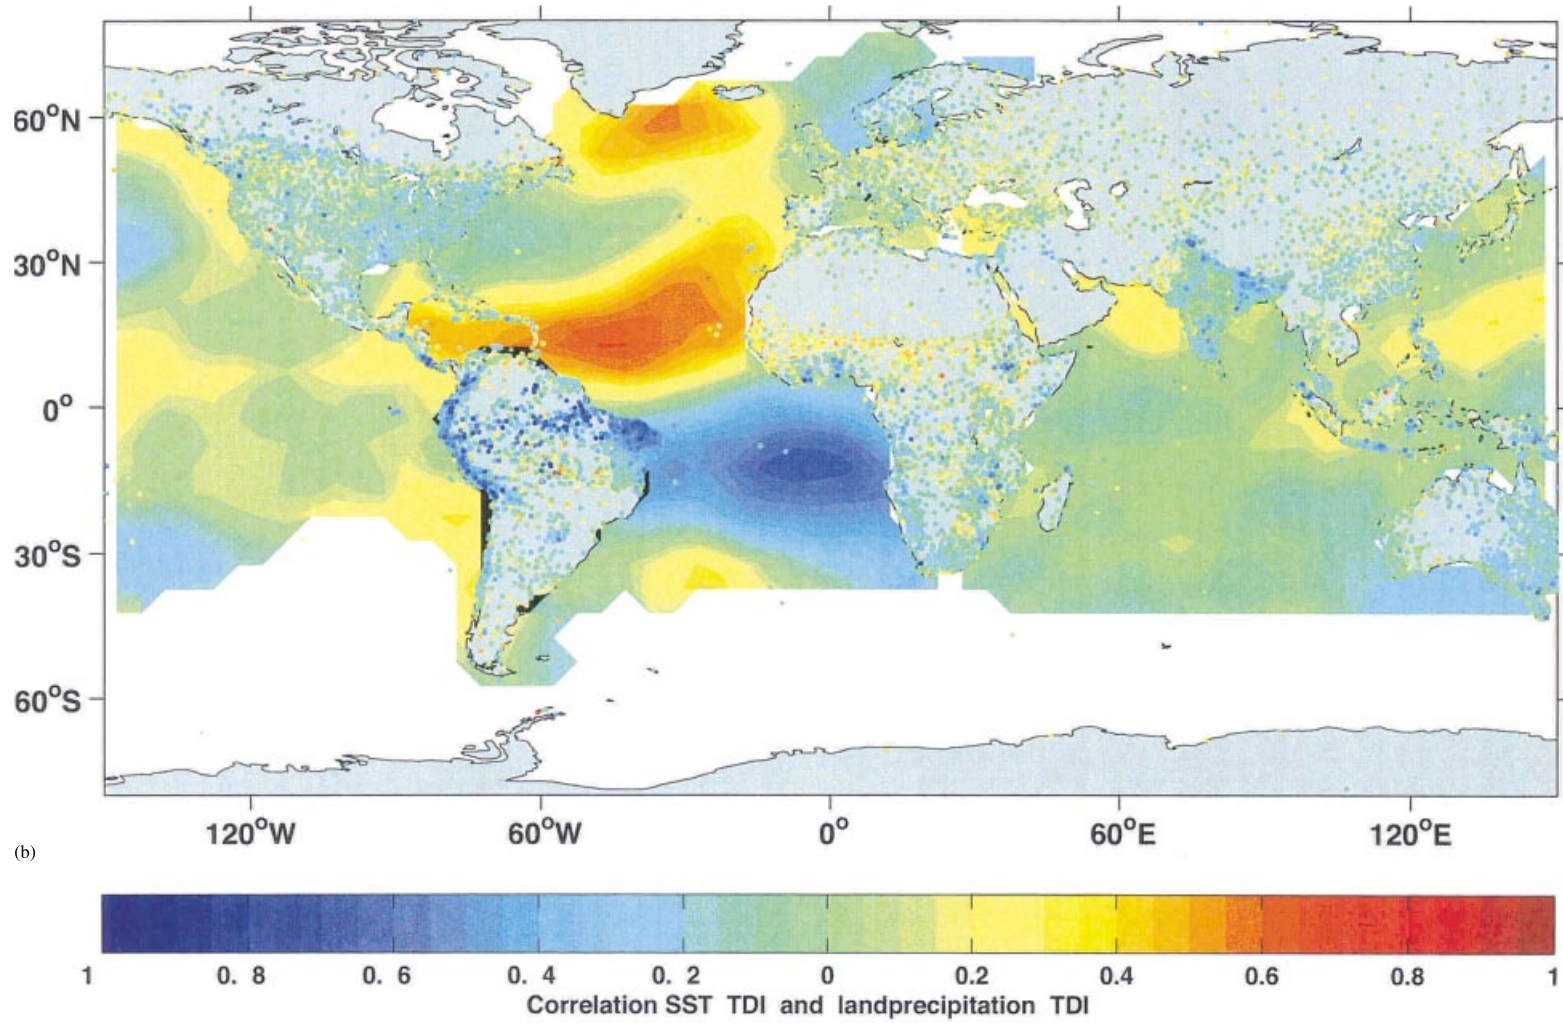 60°N
30°N
0°
30°S
60°S
120°W 60°W 0° 60°E 120°E
(b)
1 0. 8 0. 6 0. 4 0. 2 0 0.2 0.4 0.6 0.8 1
Correlation SST TDI and landprecipitation TDI